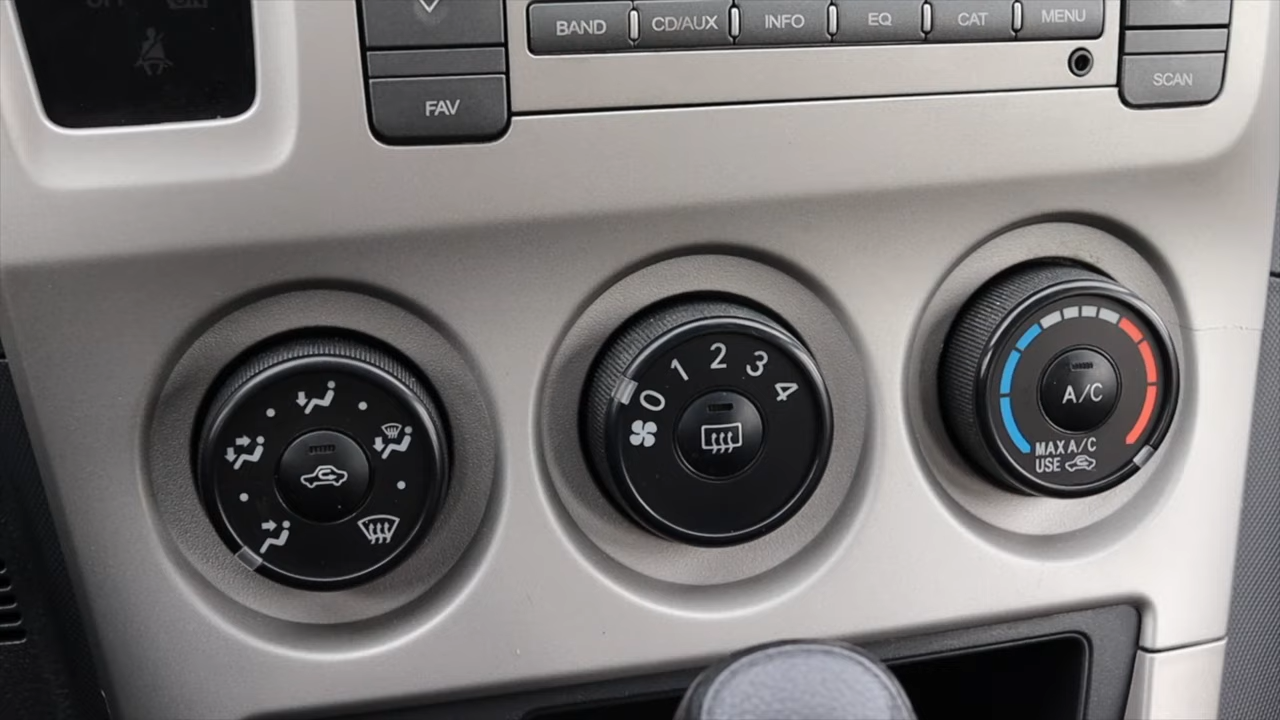 BAND CD/AUX INFO EQ CAT MENU
FAV
SCAN
0 1 2 3 4
A/C
MAX A/C
USE